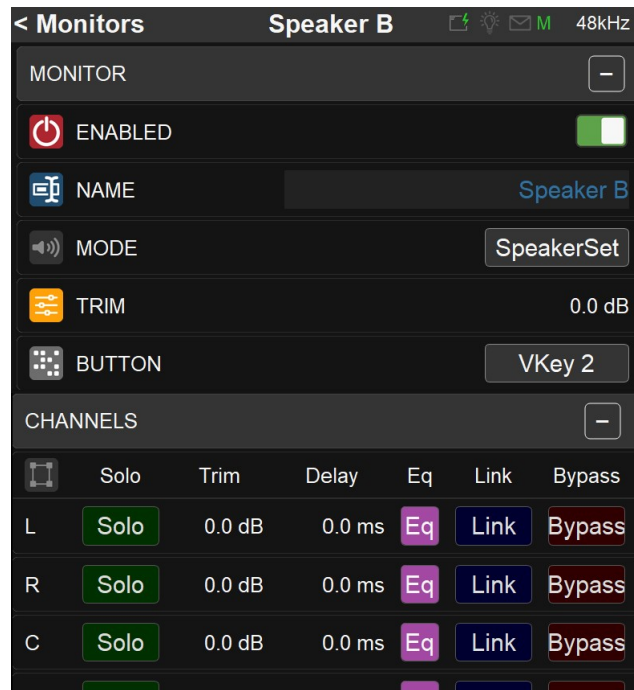 < Monitors Speaker B M 48kHz
MONITOR −
ENABLED
NAME Speaker B
MODE SpeakerSet
TRIM 0.0 dB
BUTTON VKey 2
CHANNELS −
Solo Trim Delay Eq Link Bypass
L Solo 0.0 dB 0.0 ms Eq Link Bypass
R Solo 0.0 dB 0.0 ms Eq Link Bypass
C Solo 0.0 dB 0.0 ms Eq Link Bypass